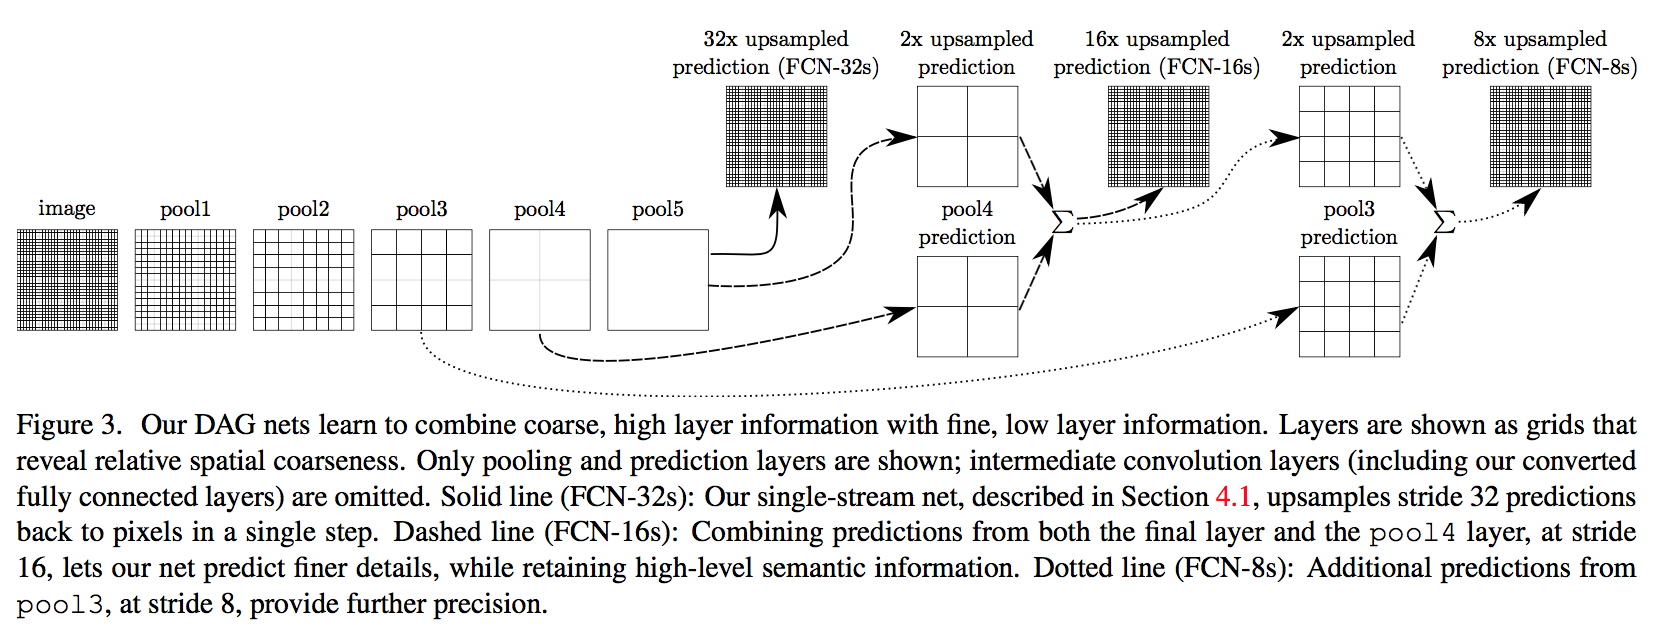 32x upsampled
prediction (FCN-32s)
2x upsampled
prediction
16x upsampled
prediction (FCN-16s)
2x upsampled
prediction
8x upsampled
prediction (FCN-8s)
image
pool1
pool2
pool3
pool4
pool5
pool4
prediction
Σ
pool3
prediction
Σ
Figure 3. Our DAG nets learn to combine coarse, high layer information with fine, low layer information. Layers are shown as grids that
reveal relative spatial coarseness. Only pooling and prediction layers are shown; intermediate convolution layers (including our converted
fully connected layers) are omitted. Solid line (FCN-32s): Our single-stream net, described in Section 4.1, upsamples stride 32 predictions
back to pixels in a single step. Dashed line (FCN-16s): Combining predictions from both the final layer and the pool4 layer, at stride
16, lets our net predict finer details, while retaining high-level semantic information. Dotted line (FCN-8s): Additional predictions from
pool3, at stride 8, provide further precision.